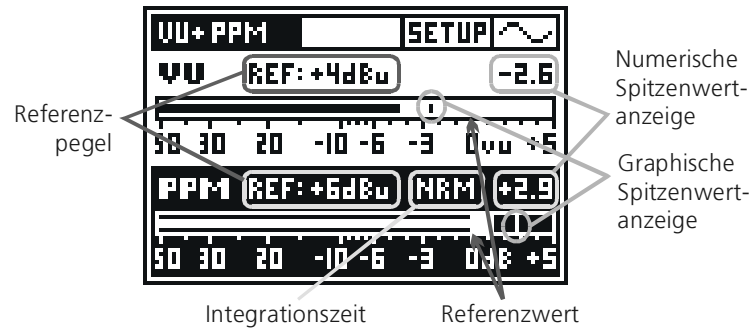 VU+PPM SETUP
VU REF:+4dBu -2.6
50 30 20 -10 -6 -3 0vu +5
PPM REF:+6dBu NRM +2.9
50 30 20 -10 -6 -3 0dB +5
Referenz-
pegel
Numerische
Spitzenwert-
anzeige
Graphische
Spitzenwert-
anzeige
Integrationszeit
Referenzwert